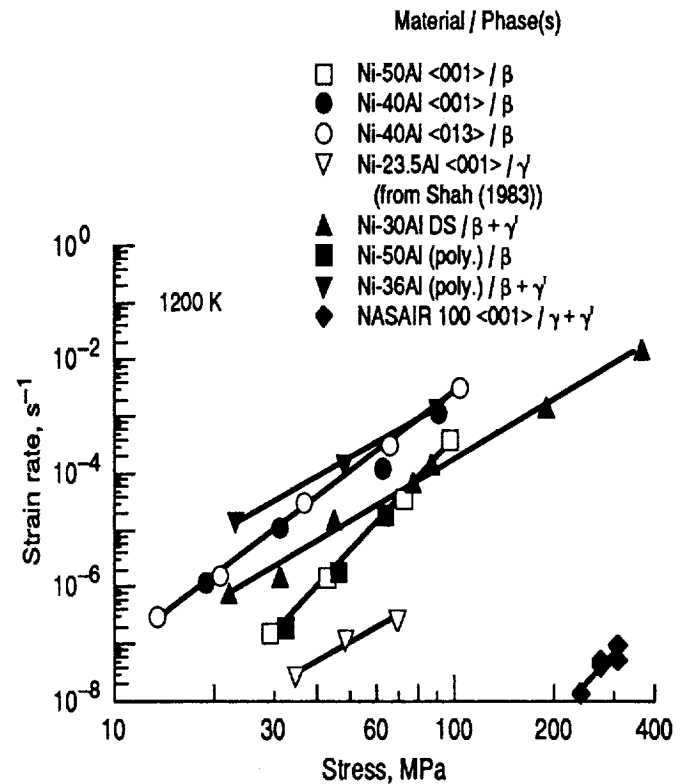 Material / Phase(s)
Ni-50Al <001> / β
Ni-40Al <001> / β
Ni-40Al <013> / β
Ni-23.5Al <001> / γ'
(from Shah (1983))
Ni-30Al DS / β + γ'
Ni-50Al (poly.) / β
Ni-36Al (poly.) / β + γ'
NASAIR 100 <001> / γ + γ'
1200 K
10⁰
10⁻²
10⁻⁴
10⁻⁶
10⁻⁸
Strain rate, s⁻¹
10 30 60 100 200 400
Stress, MPa